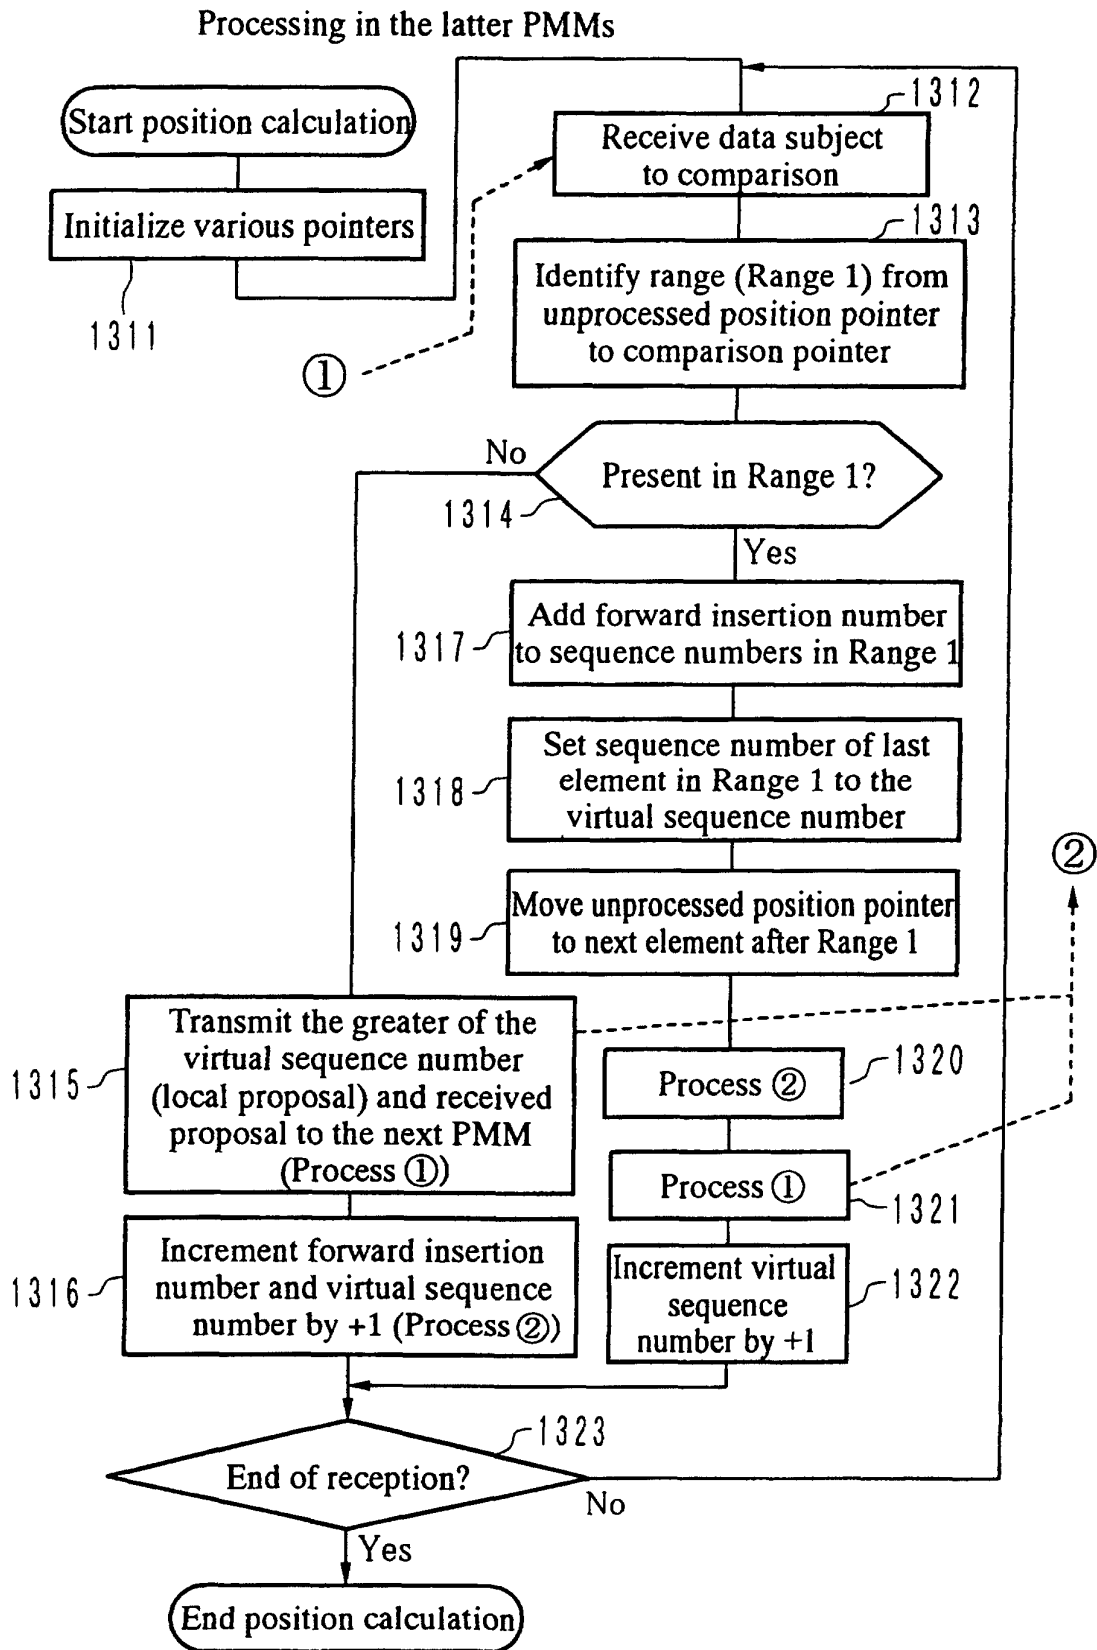 Processing in the latter PMMs
Start position calculation
Initialize various pointers
1311
①
1312
Receive data subject
to comparison
1313
Identify range (Range 1) from
unprocessed position pointer
to comparison pointer
No
Present in Range 1?
1314
Yes
1317
Add forward insertion number
to sequence numbers in Range 1
1318
Set sequence number of last
element in Range 1 to the
virtual sequence number
②
1319
Move unprocessed position pointer
to next element after Range 1
1315
Transmit the greater of the
virtual sequence number
(local proposal) and received
proposal to the next PMM
(Process ①)
1320
Process ②
Process ①
1321
1316
Increment forward insertion
number and virtual sequence
number by +1 (Process ②)
Increment virtual
sequence
number by +1
1322
1323
End of reception?
No
Yes
End position calculation